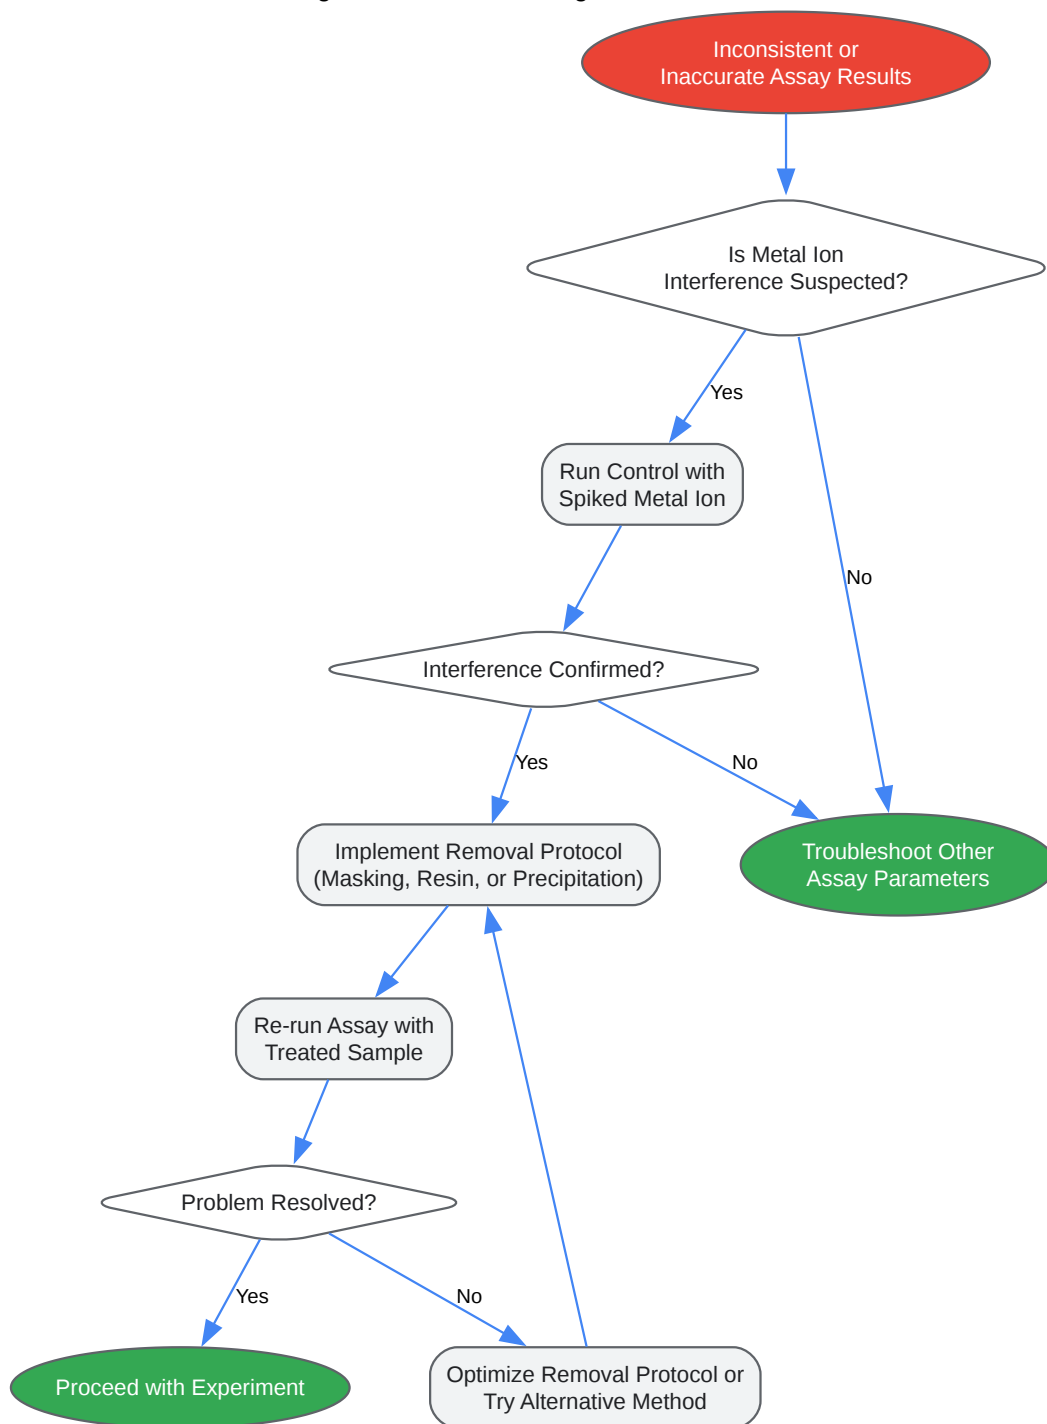 Inconsistent or
Inaccurate Assay Results
Is Metal Ion
Interference Suspected?
Yes
Run Control with
Spiked Metal Ion
No
Interference Confirmed?
Yes
No
Implement Removal Protocol
(Masking, Resin, or Precipitation)
Troubleshoot Other
Assay Parameters
Re-run Assay with
Treated Sample
Problem Resolved?
Yes
No
Proceed with Experiment
Optimize Removal Protocol or
Try Alternative Method